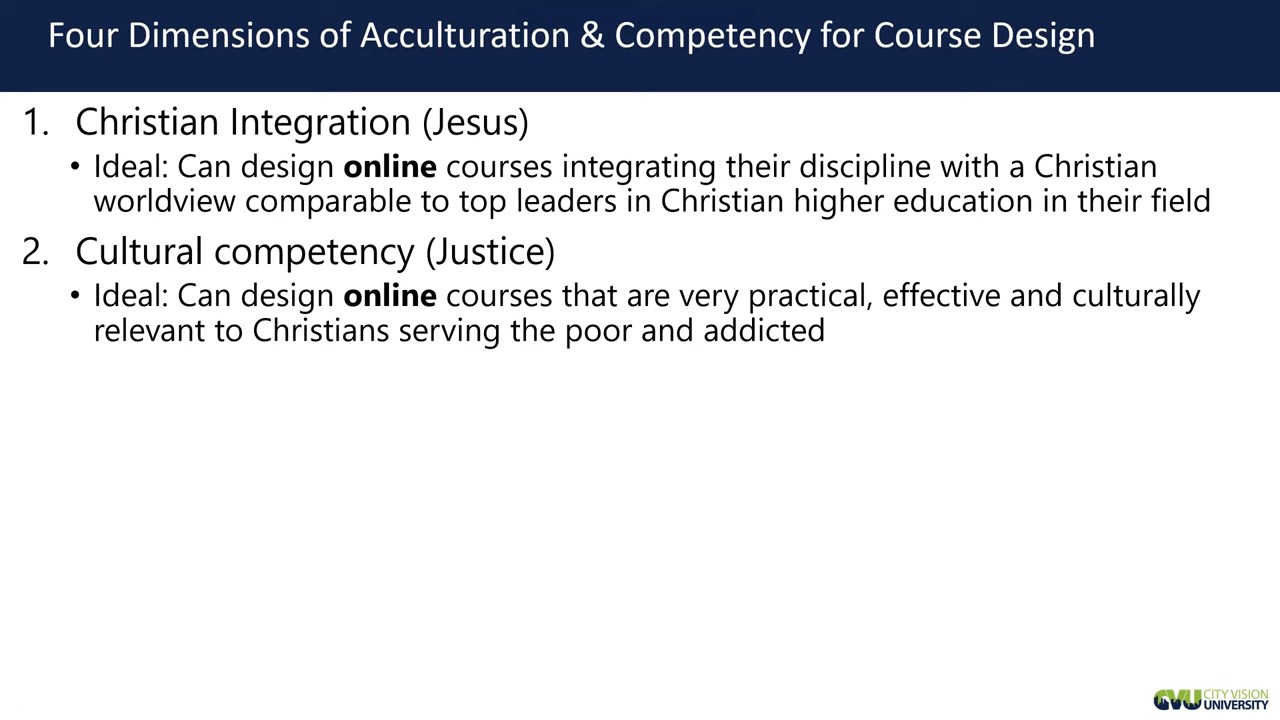 Four Dimensions of Acculturation & Competency for Course Design
1. Christian Integration (Jesus)
• Ideal: Can design online courses integrating their discipline with a Christian
worldview comparable to top leaders in Christian higher education in their field
2. Cultural competency (Justice)
• Ideal: Can design online courses that are very practical, effective and culturally
relevant to Christians serving the poor and addicted
CVU CITY VISION
UNIVERSITY